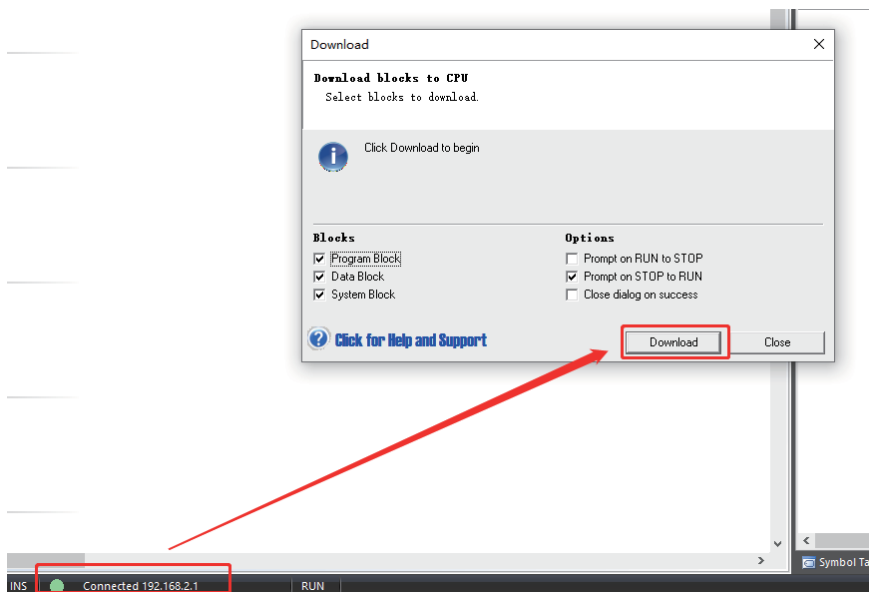 Download
Download blocks to CPU
Select blocks to download.
Click Download to begin
Blocks
Options
Program Block
Prompt on RUN to STOP
Data Block
Prompt on STOP to RUN
System Block
Close dialog on success
Click for Help and Support
Download
Close
Symbol Ta
INS
Connected 192.168.2.1
RUN